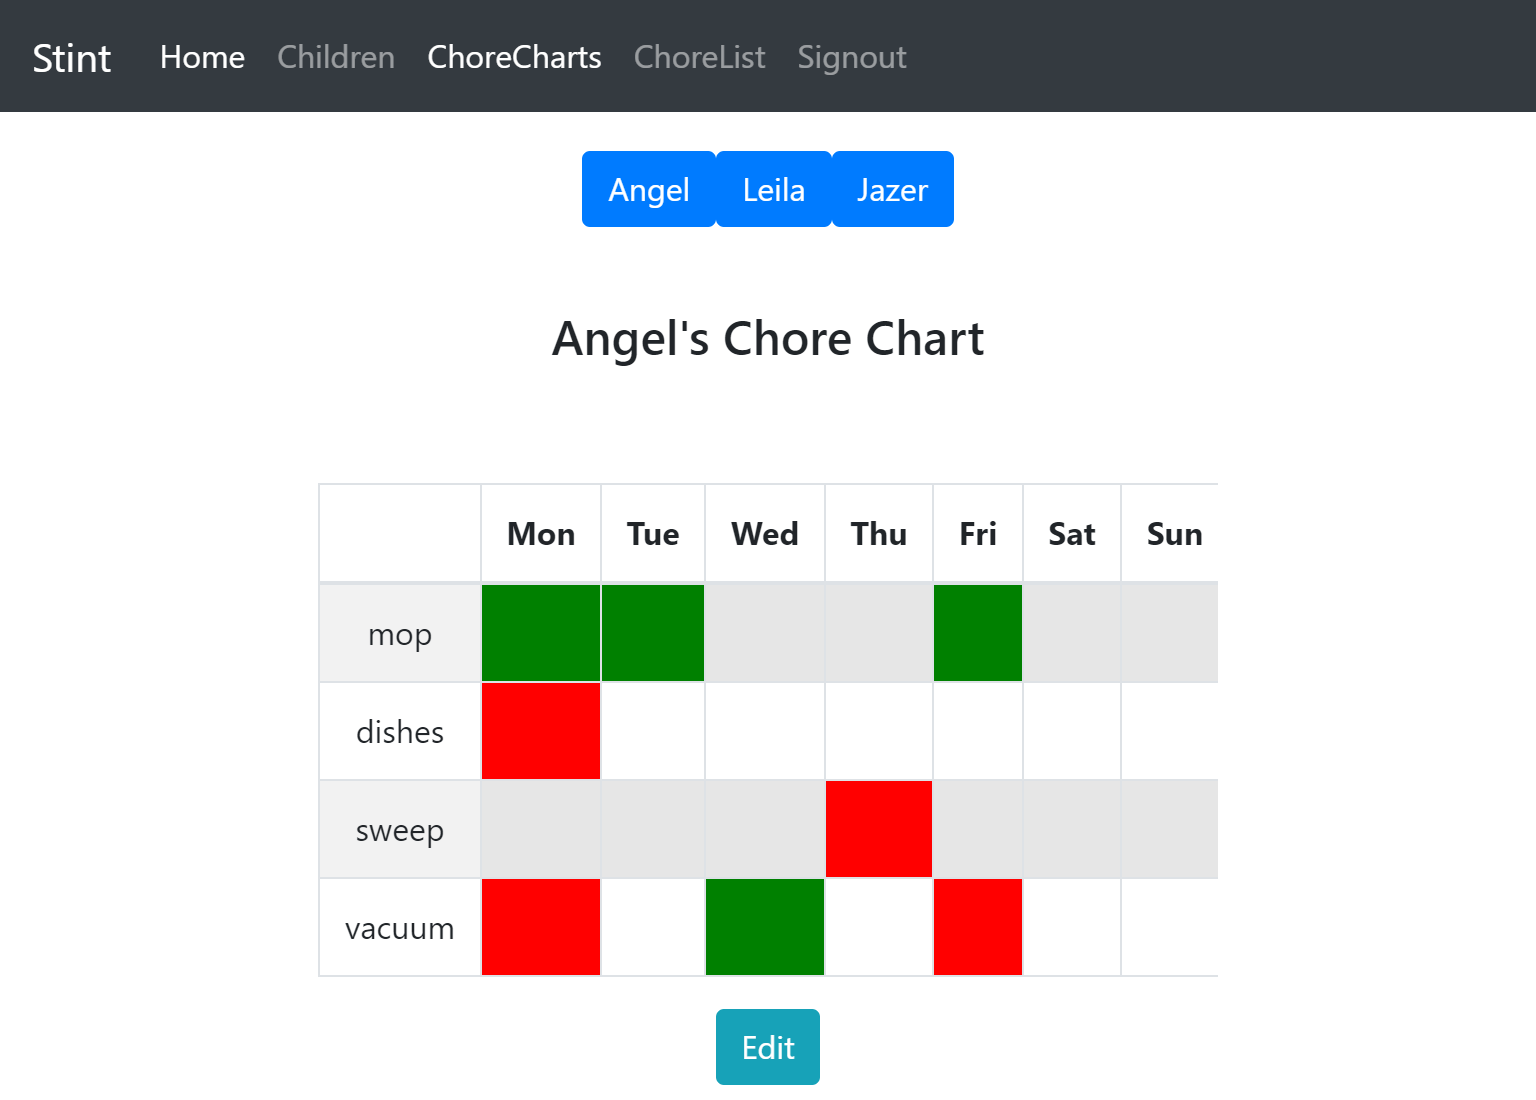 Stint Home Children ChoreCharts ChoreList Signout
Angel Leila Jazer
Angel's Chore Chart
Mon Tue Wed Thu Fri Sat Sun
mop
dishes
sweep
vacuum
Edit